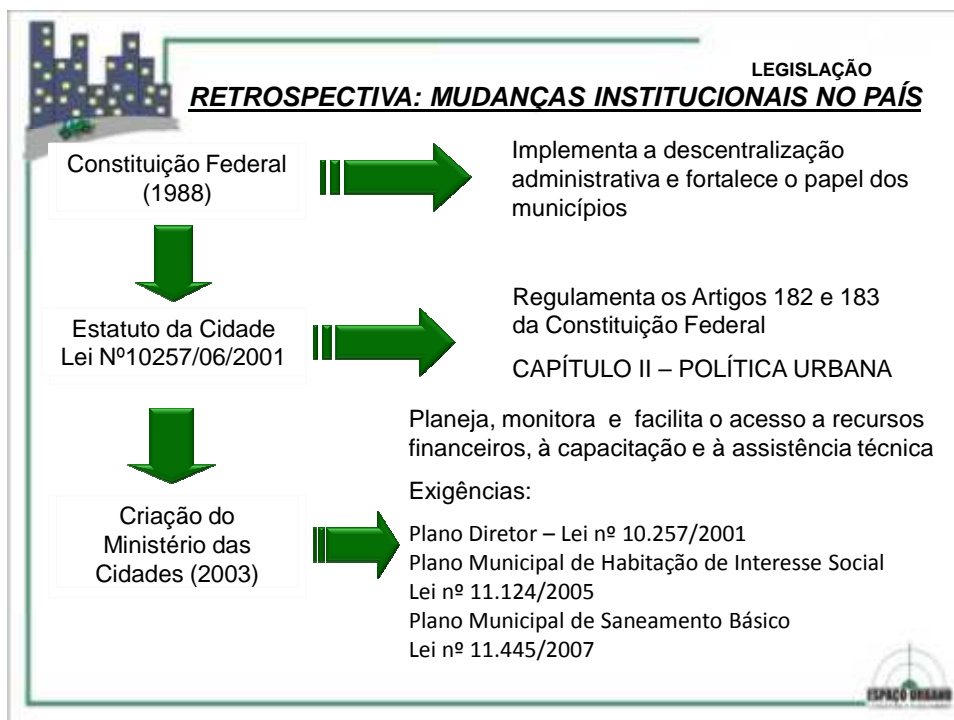 LEGISLAÇÃO
RETROSPECTIVA: MUDANÇAS INSTITUCIONAIS NO PAÍS
Constituição Federal
(1988)
Implementa a descentralização
administrativa e fortalece o papel dos
municípios
Estatuto da Cidade
Lei Nº10257/06/2001
Regulamenta os Artigos 182 e 183
da Constituição Federal
CAPÍTULO II – POLÍTICA URBANA
Criação do
Ministério das
Cidades (2003)
Planeja, monitora e facilita o acesso a recursos
financeiros, à capacitação e à assistência técnica
Exigências:
Plano Diretor – Lei nº 10.257/2001
Plano Municipal de Habitação de Interesse Social
Lei nº 11.124/2005
Plano Municipal de Saneamento Básico
Lei nº 11.445/2007
ESPAÇO URBANO